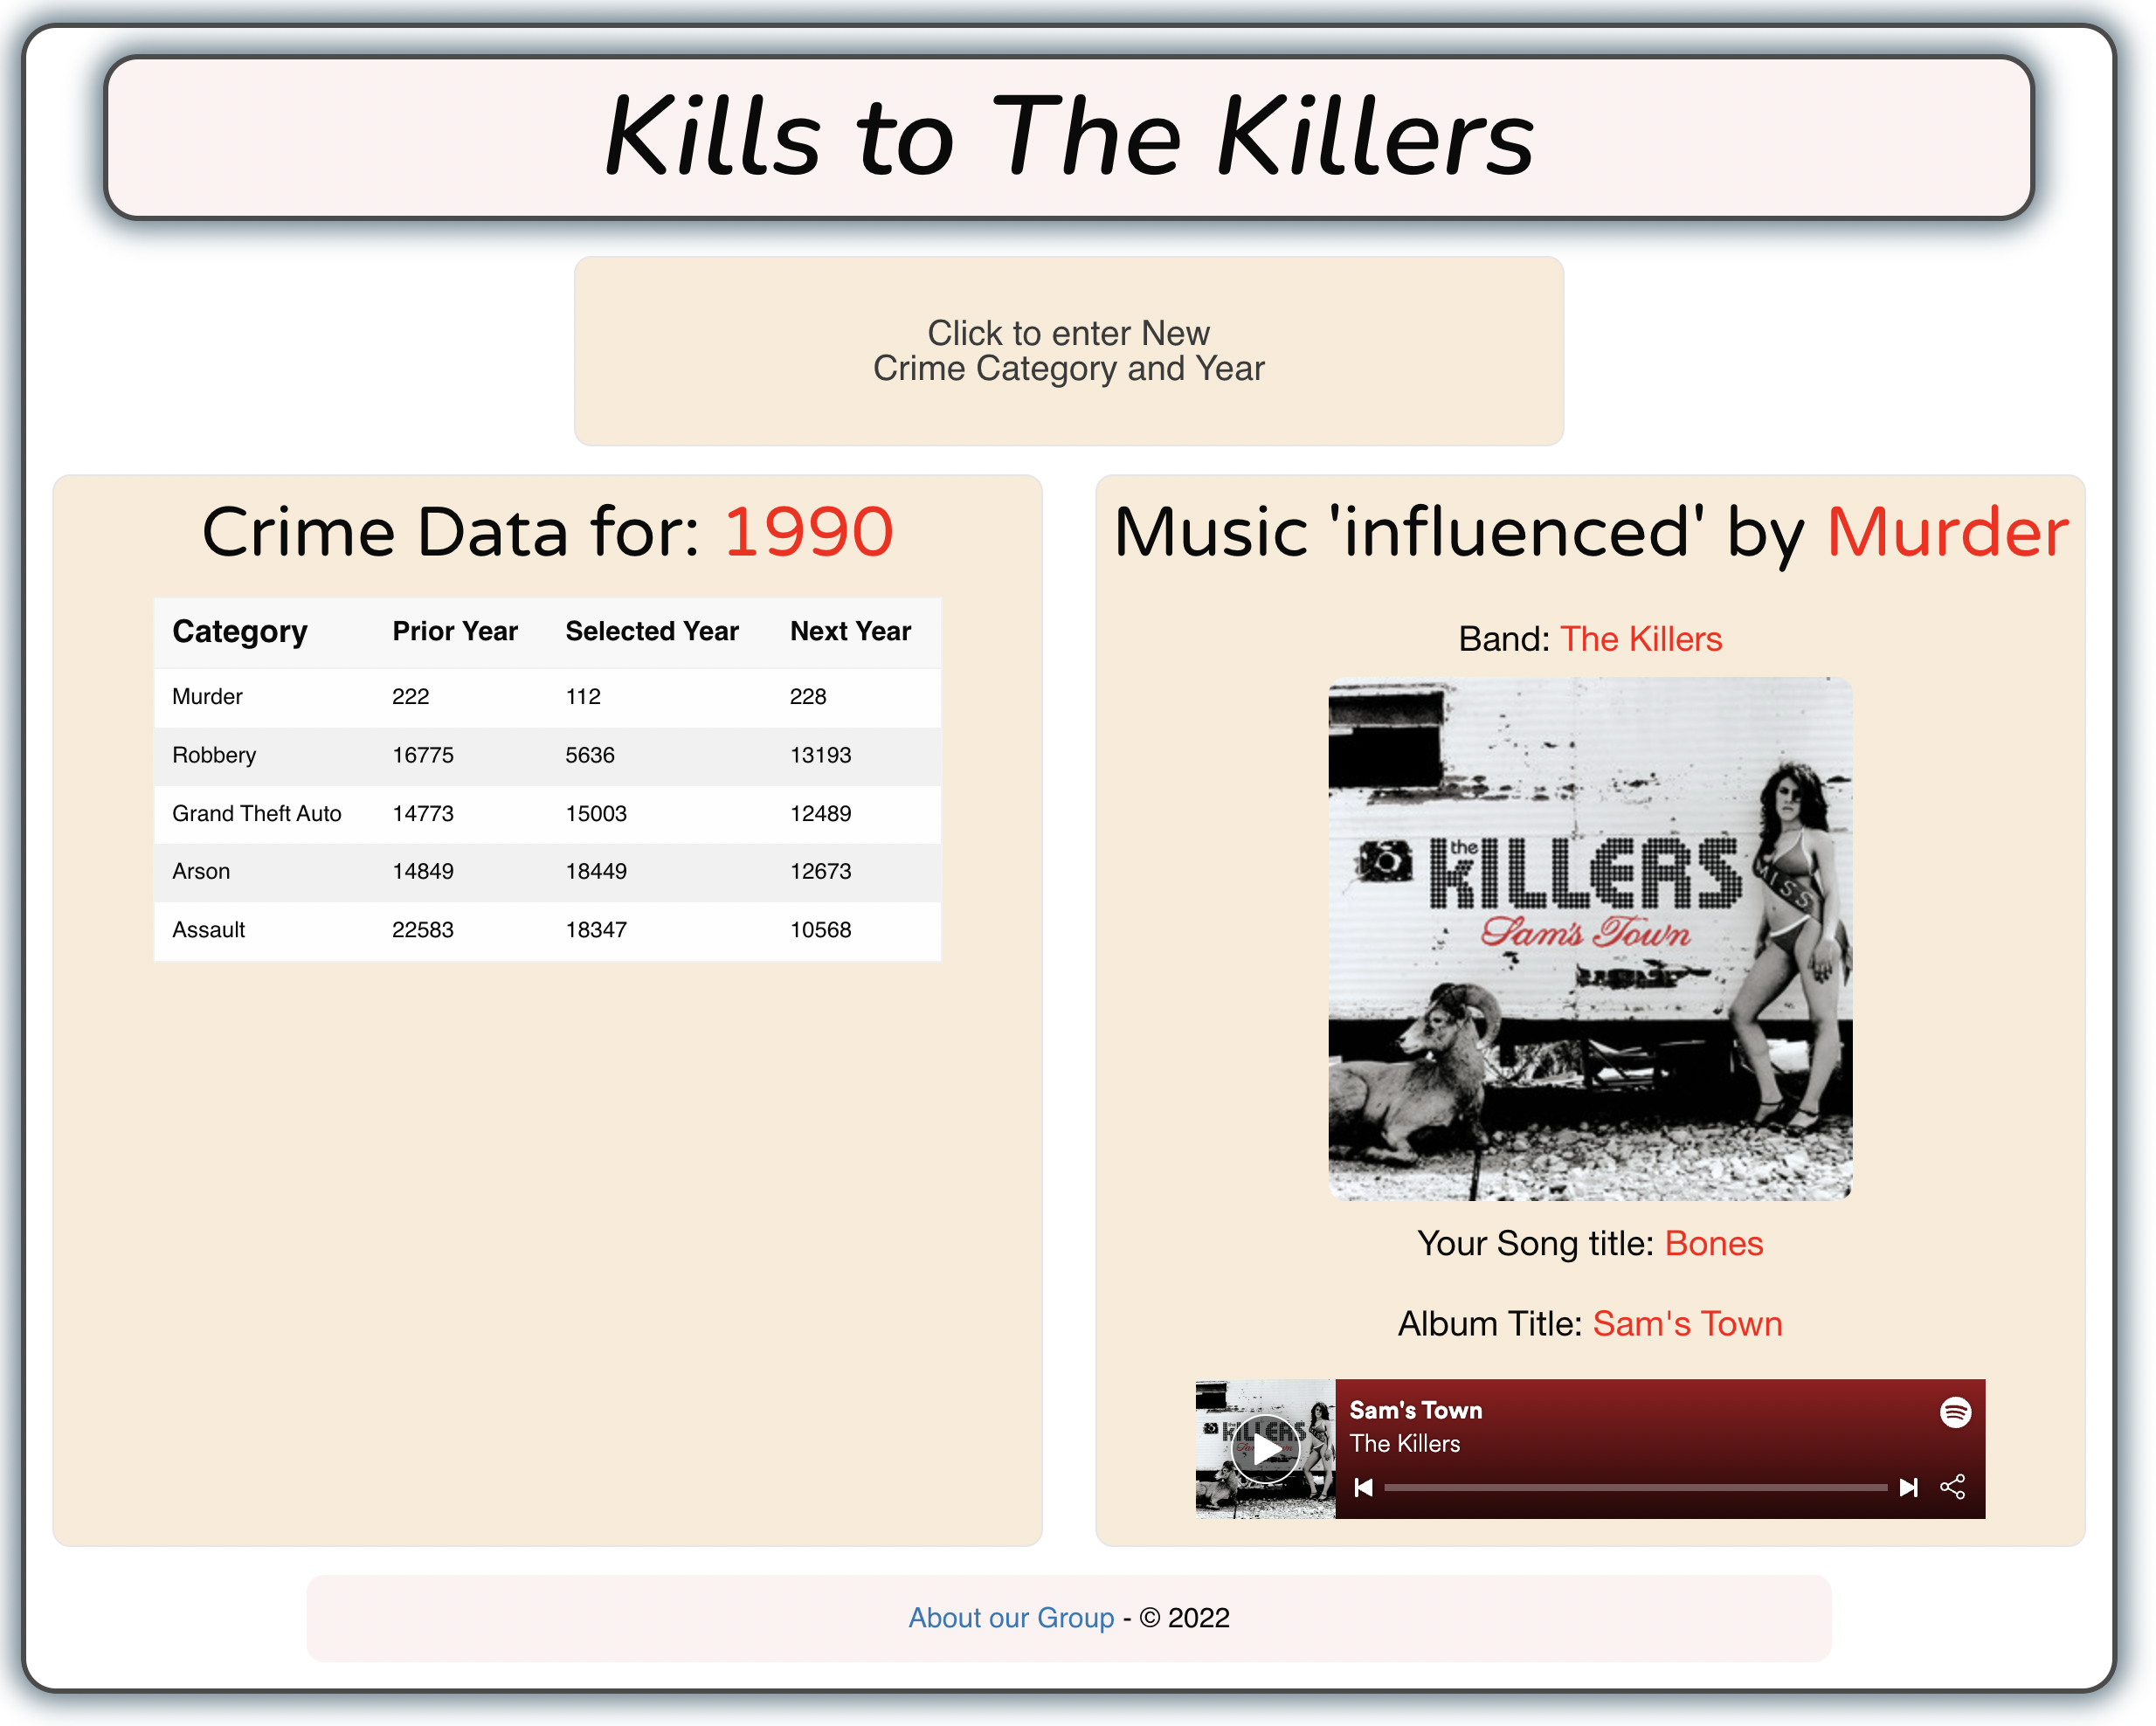 Kills to The Killers
Click to enter New
Crime Category and Year
Crime Data for: 1990
Category Prior Year Selected Year Next Year
Murder 222 112 228
Robbery 16775 5636 13193
Grand Theft Auto 14773 15003 12489
Arson 14849 18449 12673
Assault 22583 18347 10568
Music 'influenced' by Murder
Band: The Killers
the
KILLERS
MISS
Sam's Town
Your Song title: Bones
Album Title: Sam's Town
KILLERS
Sam's Town
The Killers
About our Group - © 2022